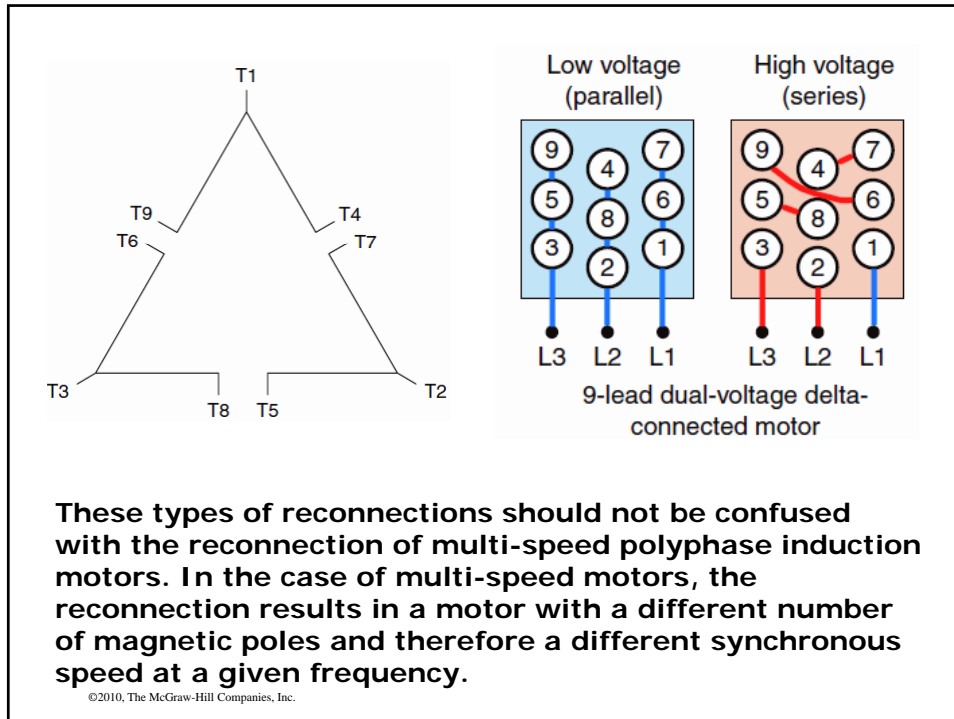 T1
T9
T4
T6
T7
T3
T8
T5
T2
Low voltage
(parallel)
High voltage
(series)
9
4
7
5
8
6
3
2
1
L3
L2
L1
9
4
7
5
8
6
3
2
1
L3
L2
L1
9-lead dual-voltage delta-
connected motor
These types of reconnections should not be confused
with the reconnection of multi-speed polyphase induction
motors. In the case of multi-speed motors, the
reconnection results in a motor with a different number
of magnetic poles and therefore a different synchronous
speed at a given frequency.
©2010, The McGraw-Hill Companies, Inc.